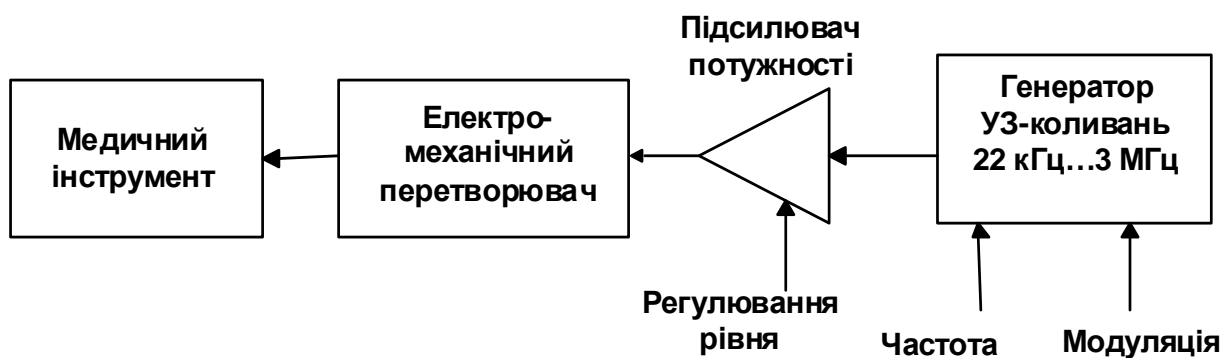 Підсилювач
потужності
Медичний
інструмент
Електро-
механічний
перетворювач
Генератор
УЗ-коливань
22 кГц...3 МГц
Регулювання
рівня
Частота
Модуляція